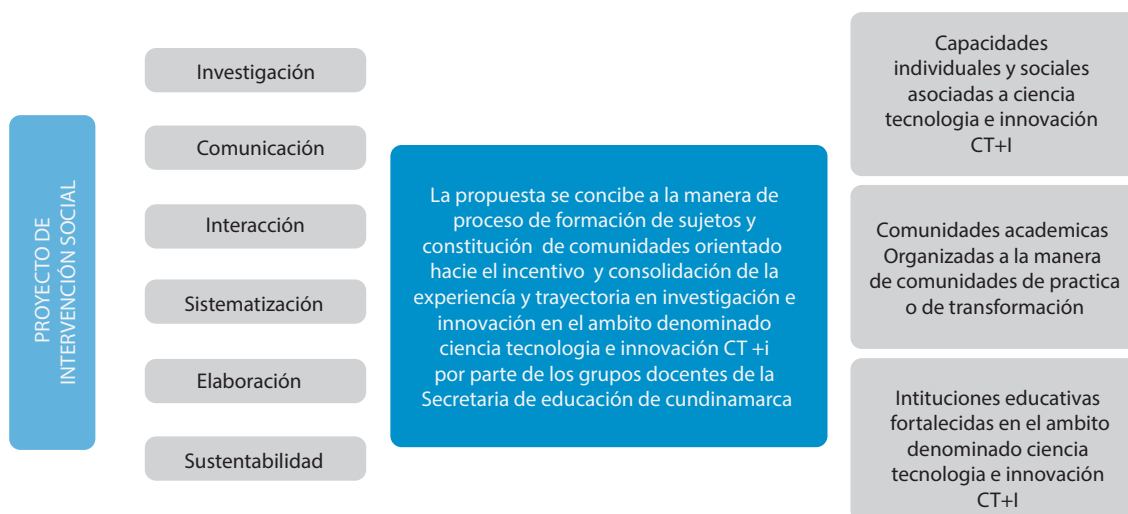 PROYECTO DE
INTERVENCIÓN SOCIAL
Investigación
Comunicación
Interacción
Sistematización
Elaboración
Sustentabilidad
La propuesta se concibe a la manera de
proceso de formación de sujetos y
constitución de comunidades orientado
hacie el incentivo y consolidación de la
experiencía y trayectoria en investigación e
innovación en el ambito denominado
ciencia tecnologia e innovación CT +i
por parte de los grupos docentes de la
Secretaria de educación de cundinamarca
Capacidades
individuales y sociales
asociadas a ciencia
tecnologia e innovación
CT+I
Comunidades academicas
Organizadas a la manera
de comunidades de practica
o de transformación
Intituciones educativas
fortalecidas en el ambito
denominado ciencia
tecnologia e innovación
CT+I